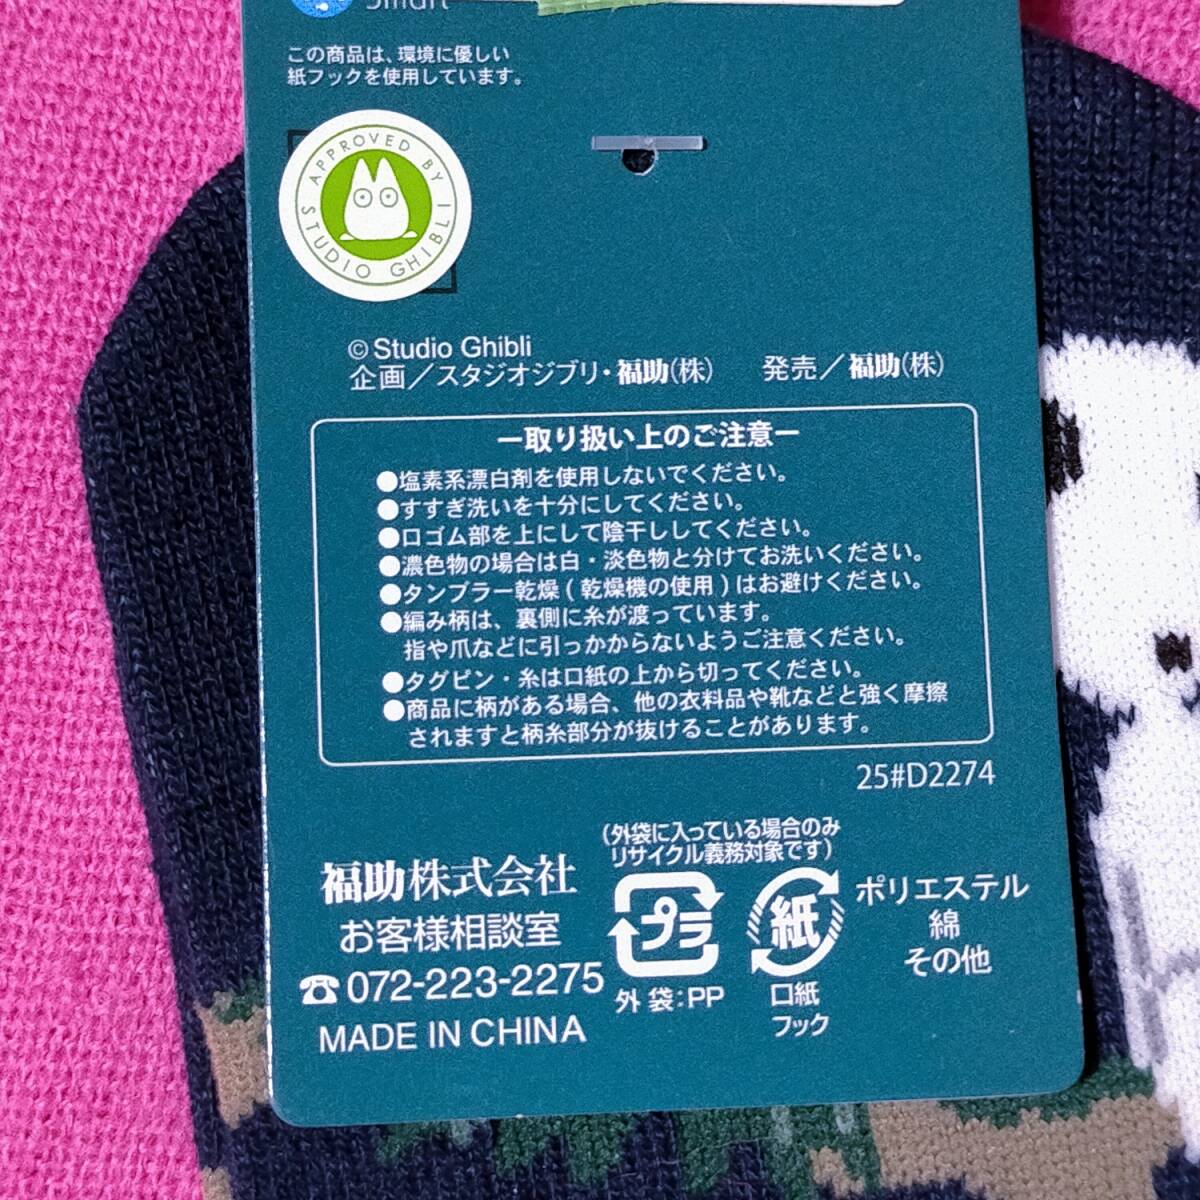 Smart
この商品は、環境に優しい
紙フックを使用しています。
APPROVED BY
STUDIO GHIBLI
© Studio Ghibli
企画／スタジオジブリ・福助(株)　発売／福助(株)
ー取り扱い上のご注意ー
●塩素系漂白剤を使用しないでください。
●すすぎ洗いを十分にしてください。
●口ゴム部を上にして陰干ししてください。
●濃色物の場合は白・淡色物と分けてお洗いください。
●タンブラー乾燥(乾燥機の使用)はお避けください。
●編み柄は、裏側に糸が渡っています。
指や爪などに引っかからないようご注意ください。
●タグピン・糸は口紙の上から切ってください。
●商品に柄がある場合、他の衣料品や靴などと強く摩擦
されますと柄糸部分が抜けることがあります。
25#D2274
(外袋に入っている場合のみ
リサイクル義務対象です)
福助株式会社
お客様相談室
☎072-223-2275
MADE IN CHINA
プラ
外袋:PP
紙
口紙
フック
ポリエステル
綿
その他